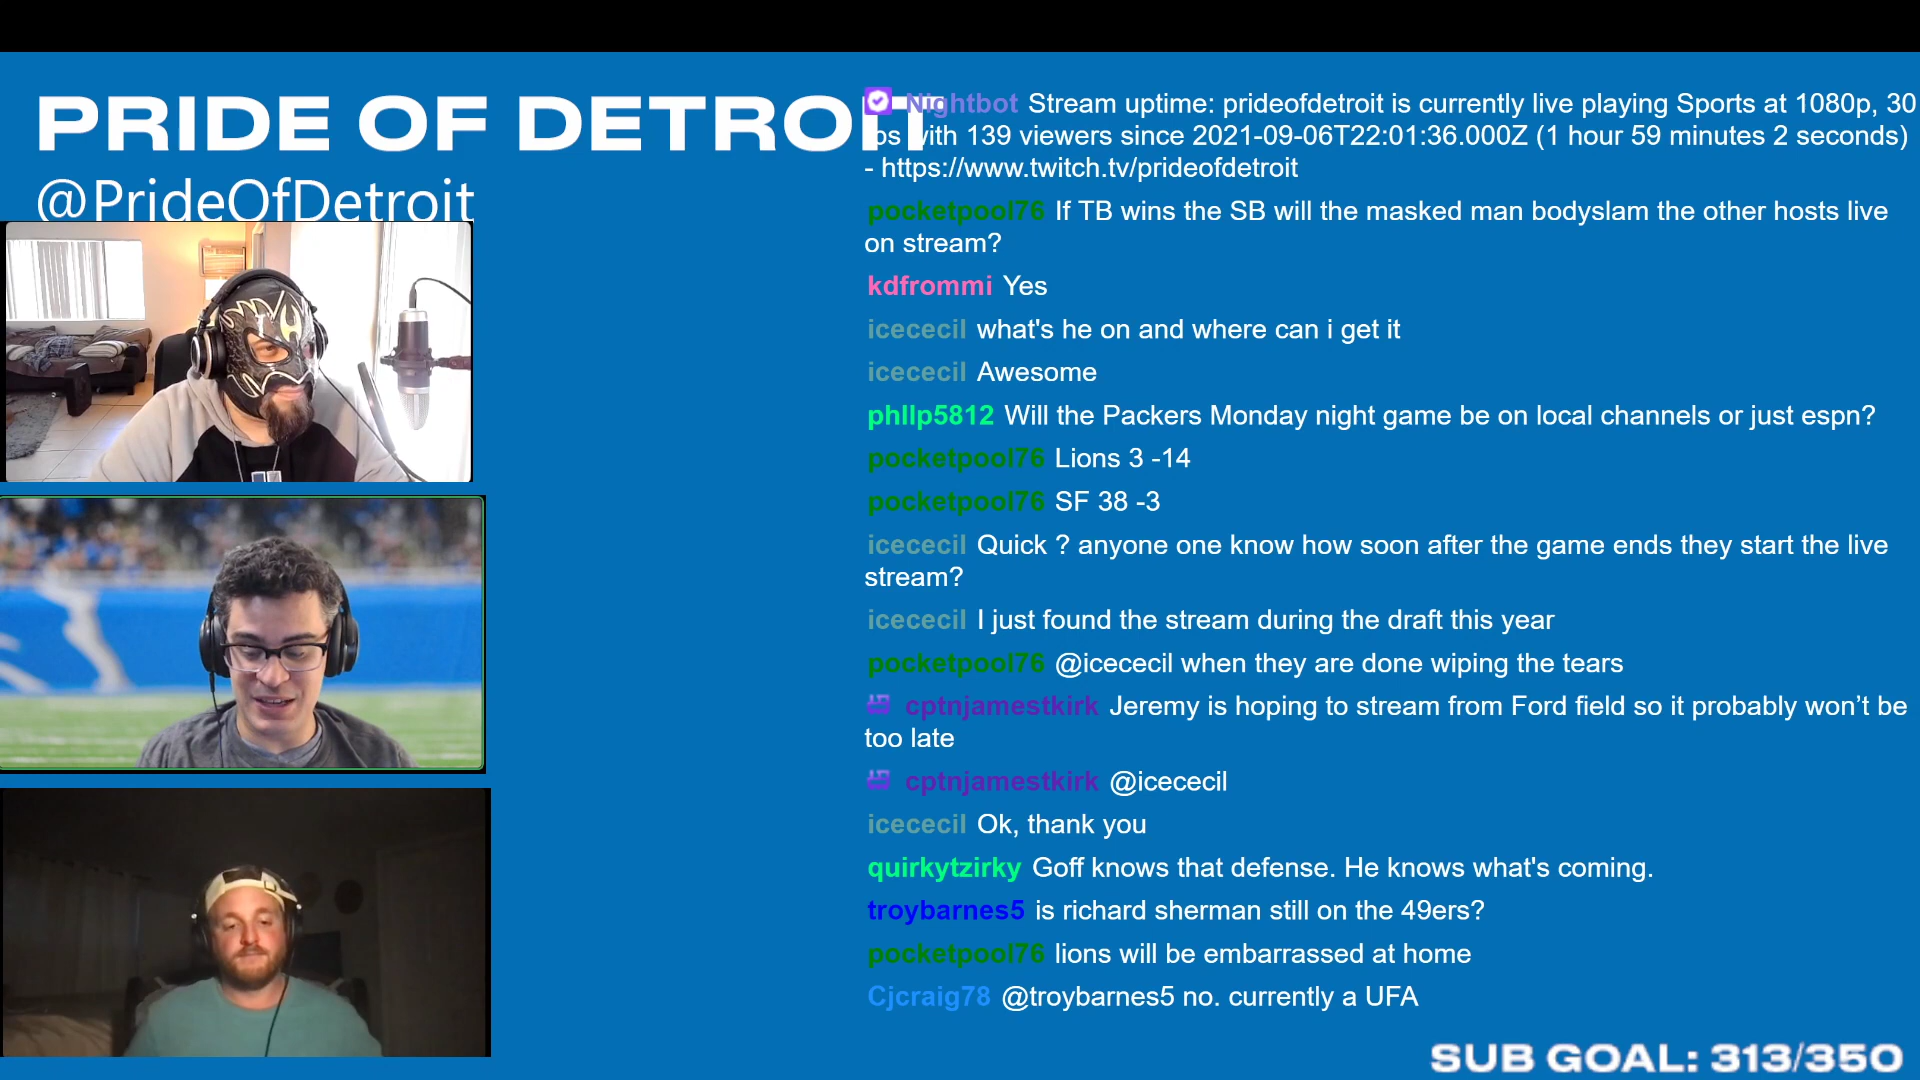 PRIDE OF DETROIT
@PrideOfDetroit
Nightbot Stream uptime: prideofdetroit is currently live playing Sports at 1080p, 30
ps with 139 viewers since 2021-09-06T22:01:36.000Z (1 hour 59 minutes 2 seconds)
- https://www.twitch.tv/prideofdetroit
pocketpool76 If TB wins the SB will the masked man bodyslam the other hosts live
on stream?
kdfrommi Yes
icececil what's he on and where can i get it
icececil Awesome
phllp5812 Will the Packers Monday night game be on local channels or just espn?
pocketpool76 Lions 3 -14
pocketpool76 SF 38 -3
icececil Quick ? anyone one know how soon after the game ends they start the live
stream?
icececil I just found the stream during the draft this year
pocketpool76 @icececil when they are done wiping the tears
cptnjamestkirk Jeremy is hoping to stream from Ford field so it probably won’t be
too late
cptnjamestkirk @icececil
icececil Ok, thank you
quirkytzirky Goff knows that defense. He knows what's coming.
troybarnes5 is richard sherman still on the 49ers?
pocketpool76 lions will be embarrassed at home
Cjcraig78 @troybarnes5 no. currently a UFA
SUB GOAL: 313/350